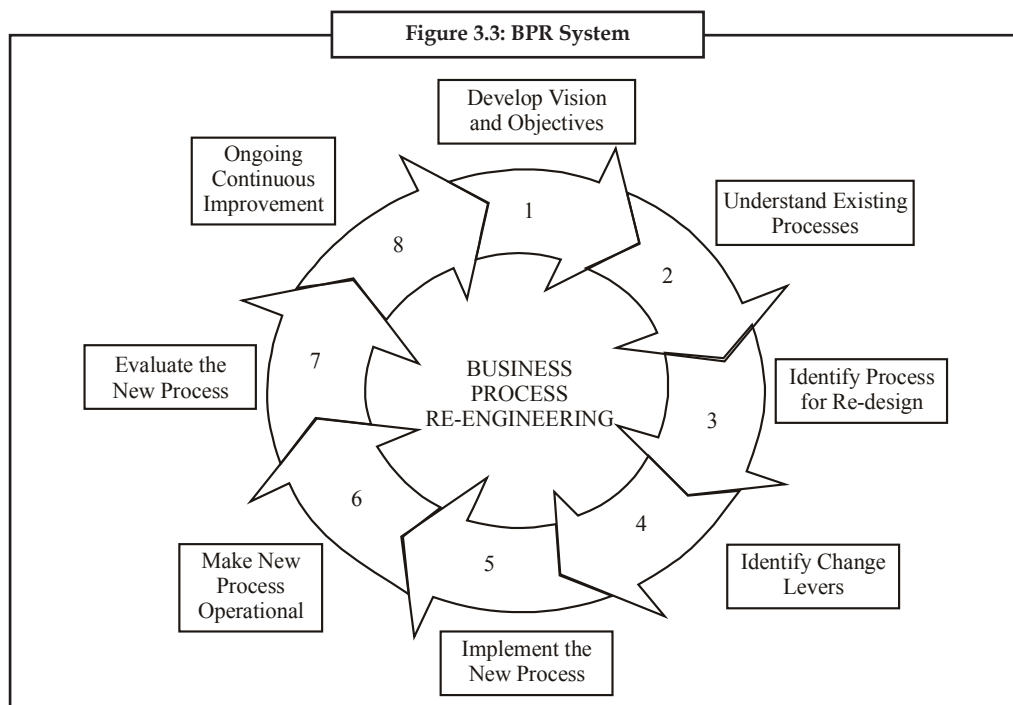 Figure 3.3: BPR System
Develop Vision
and Objectives
1
Understand Existing
Processes
2
Identify Process
for Re-design
3
Identify Change
Levers
4
Implement the
New Process
5
Make New
Process
Operational
6
Evaluate the
New Process
7
Ongoing
Continuous
Improvement
8
BUSINESS
PROCESS
RE-ENGINEERING